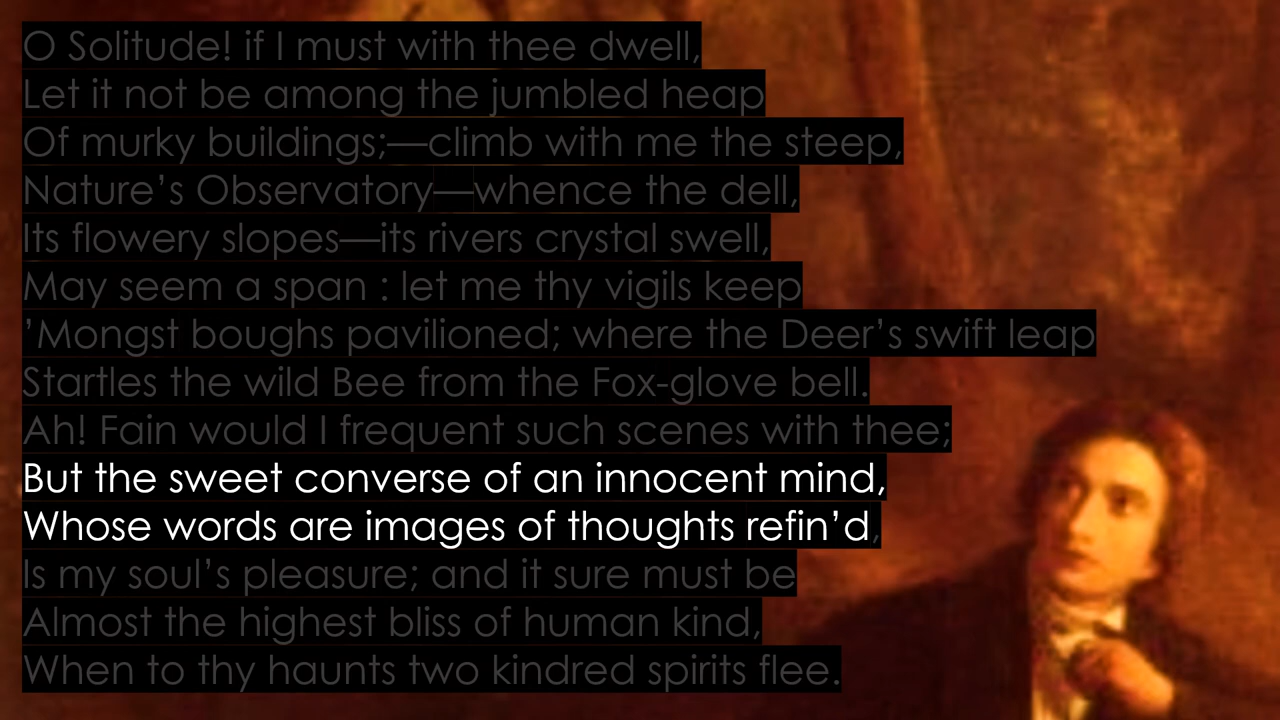 O Solitude! if I must with thee dwell,
Let it not be among the jumbled heap
Of murky buildings;—climb with me the steep,
Nature’s Observatory—whence the dell,
Its flowery slopes—its rivers crystal swell,
May seem a span : let me thy vigils keep
’Mongst boughs pavilioned; where the Deer’s swift leap
Startles the wild Bee from the Fox-glove bell.
Ah! Fain would I frequent such scenes with thee;
But the sweet converse of an innocent mind,
Whose words are images of thoughts refin’d,
Is my soul’s pleasure; and it sure must be
Almost the highest bliss of human kind,
When to thy haunts two kindred spirits flee.